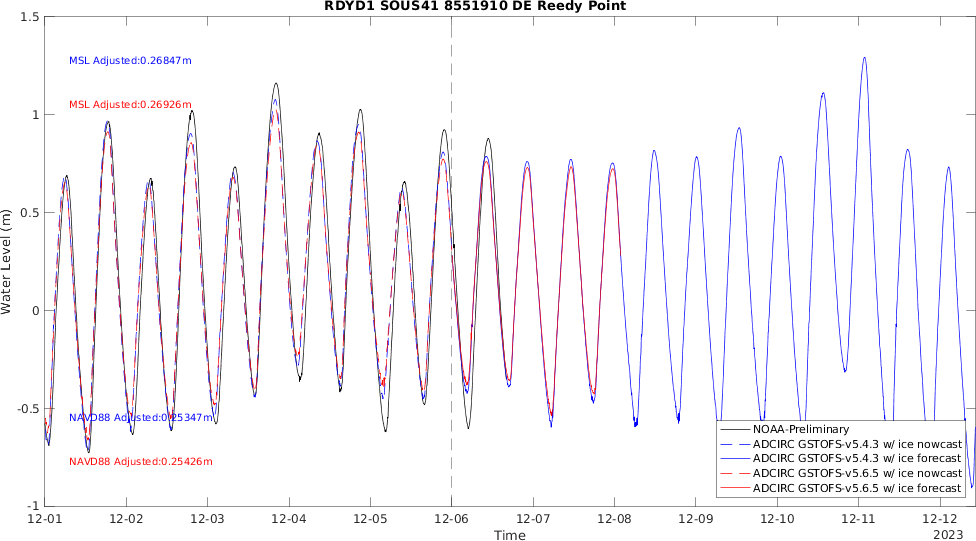 RDYD1 SOUS41 8551910 DE Reedy Point
1.5
MSL Adjusted:0.26847m
MSL Adjusted:0.26926m
1
0.5
Water Level (m)
0
-0.5
NAVD88 Adjusted:0.25347m
NOAA-Preliminary
ADCIRC GSTOFS-v5.4.3 w/ ice nowcast
ADCIRC GSTOFS-v5.4.3 w/ ice forecast
NAVD88 Adjusted:0.25426m
ADCIRC GSTOFS-v5.6.5 w/ ice nowcast
ADCIRC GSTOFS-v5.6.5 w/ ice forecast
-1
12-01 12-02 12-03 12-04 12-05 12-06 12-07 12-08 12-09 12-10 12-11 12-12
Time
2023